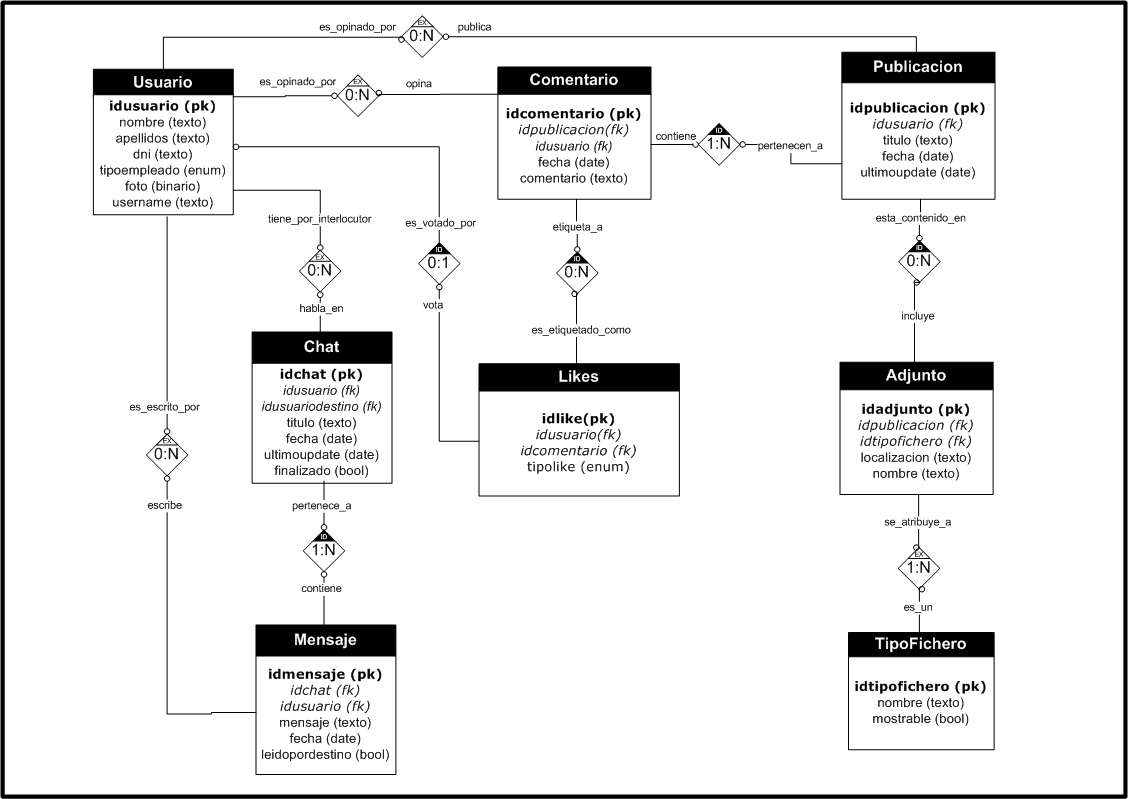 es_opinado_por
EX
0:N
publica
Usuario
idusuario (pk)
nombre (texto)
apellidos (texto)
dni (texto)
tipoempleado (enum)
foto (binario)
username (texto)
es_opinado_por
EX
0:N
opina
Comentario
idcomentario (pk)
idpublicacion(fk)
idusuario (fk)
fecha (date)
comentario (texto)
contiene
ID
1:N
pertenecen_a
Publicacion
idpublicacion (pk)
idusuario (fk)
titulo (texto)
fecha (date)
ultimoupdate (date)
tiene_por_interlocutor
EX
0:N
habla_en
es_votado_por
ID
0:1
vota
etiqueta_a
ID
0:N
es_etiquetado_como
esta_contenido_en
ID
0:N
incluye
Chat
idchat (pk)
idusuario (fk)
idusuariodestino (fk)
titulo (texto)
fecha (date)
ultimoupdate (date)
finalizado (bool)
Likes
idlike(pk)
idusuario(fk)
idcomentario (fk)
tipolike (enum)
Adjunto
idadjunto (pk)
idpublicacion (fk)
idtipofichero (fk)
localizacion (texto)
nombre (texto)
es_escrito_por
EX
0:N
escribe
pertenece_a
ID
1:N
contiene
se_atribuye_a
EX
1:N
es_un
Mensaje
idmensaje (pk)
idchat (fk)
idusuario (fk)
mensaje (texto)
fecha (date)
leidopordestino (bool)
TipoFichero
idtipofichero (pk)
nombre (texto)
mostrable (bool)